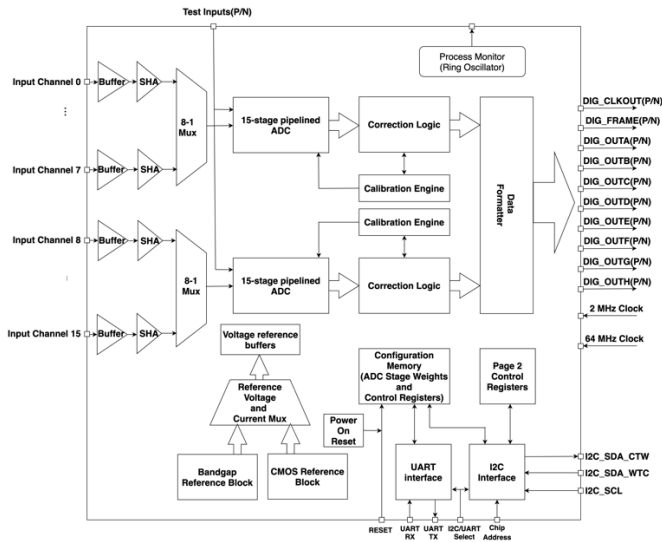 Test Inputs(P/N)
Process Monitor
(Ring Oscillator)
Input Channel 0
Buffer
SHA
...
8-1
Mux
15-stage pipelined
ADC
Correction Logic
Input Channel 7
Buffer
SHA
Calibration Engine
Data
Formatter
DIG_CLKOUT(P/N)
DIG_FRAME(P/N)
DIG_OUTA(P/N)
DIG_OUTB(P/N)
DIG_OUTC(P/N)
DIG_OUTD(P/N)
DIG_OUTE(P/N)
DIG_OUTF(P/N)
DIG_OUTG(P/N)
DIG_OUTH(P/N)
2 MHz Clock
64 MHz Clock
Input Channel 8
Buffer
SHA
...
8-1
Mux
Calibration Engine
15-stage pipelined
ADC
Correction Logic
Input Channel 15
Buffer
SHA
Voltage reference
buffers
Reference
Voltage
and
Current Mux
Bandgap
Reference Block
CMOS Reference
Block
Configuration
Memory
(ADC Stage Weights
and
Control Registers)
Page 2
Control
Registers
Power
On
Reset
UART
interface
I2C
Interface
I2C_SDA_CTW
I2C_SDA_WTC
I2C_SCL
RESET
UART
RX
UART
TX
I2C/UART
Select
Chip
Address